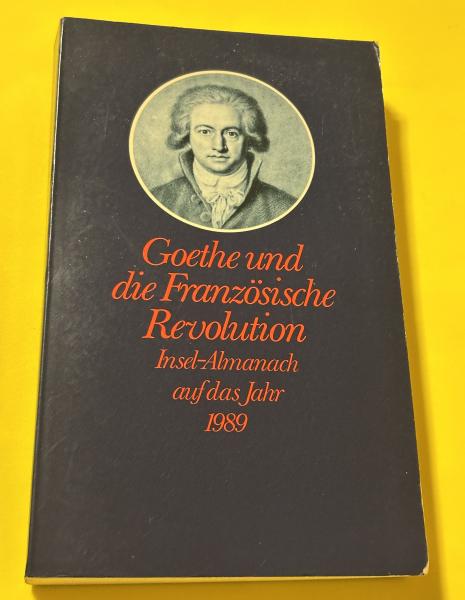 Goethe und
die Französische
Revolution
Insel-Almanach
auf das Jahr
1989